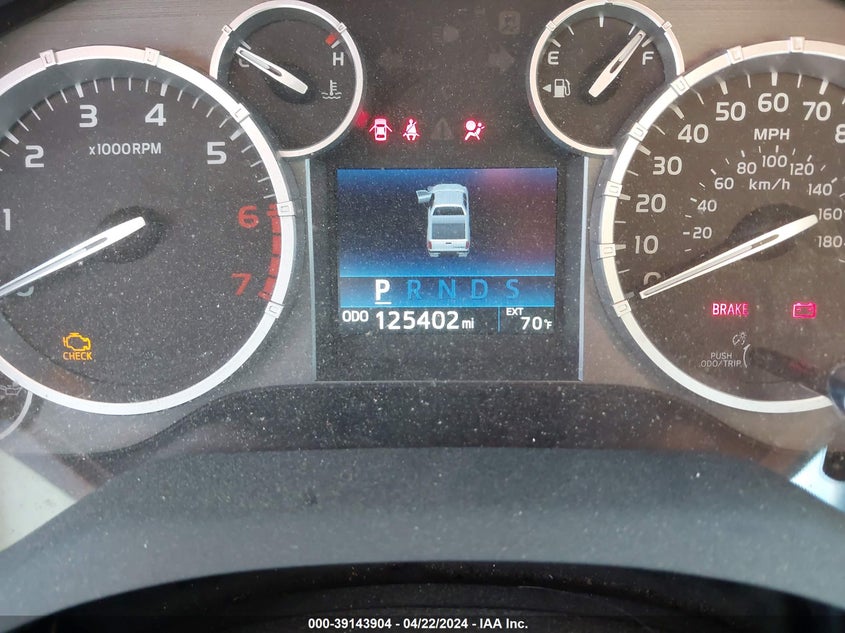 C H
E F
1 2 3 4 5 6 7
x1000RPM
0 10 20 30 40 50 60 70
MPH
20 40 60 80 100 120 140 160 180
km/h
P R N D S
ODO 125402 mi EXT 70°F
CHECK
BRAKE
PUSH
ODO/TRIP
000-39143904 - 04/22/2024 - IAA Inc.